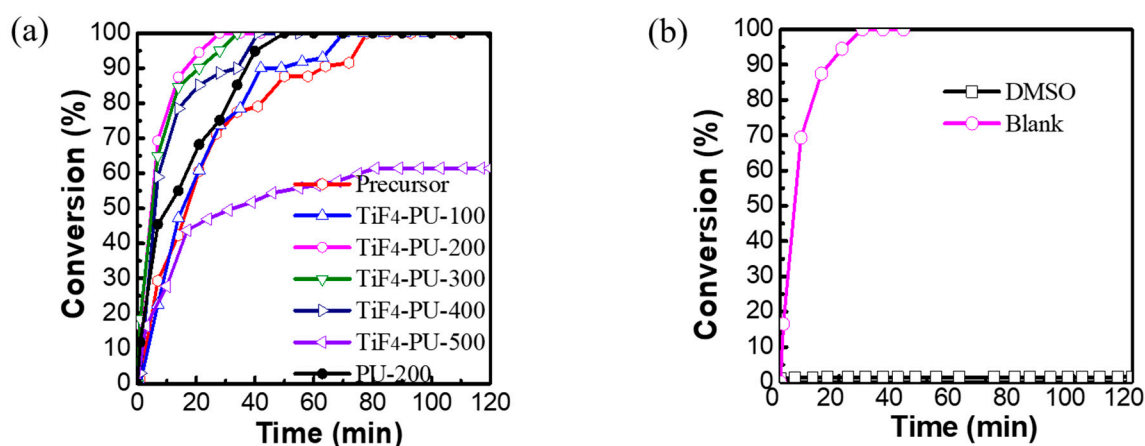 (a)
Conversion (%)
100
90
80
70
60
50
40
30
20
10
0
Precursor
TiF4-PU-100
TiF4-PU-200
TiF4-PU-300
TiF4-PU-400
TiF4-PU-500
PU-200
0 20 40 60 80 100 120
Time (min)
(b)
Conversion (%)
100
90
80
70
60
50
40
30
20
10
0
DMSO
Blank
0 20 40 60 80 100 120
Time (min)